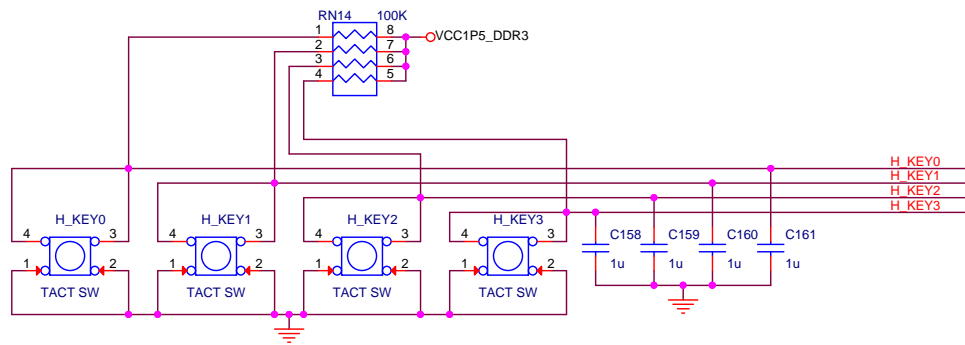 RN14 100K
1 8 VCC1P5_DDR3
2 7
3 6
4 5
H_KEY0
H_KEY1
H_KEY2
H_KEY3
H_KEY0 H_KEY1 H_KEY2 H_KEY3
4 3 4 3 4 3 4 3
C158 C159 C160 C161
1 2 1 2 1 2 1 2
1u 1u 1u 1u
TACT SW TACT SW TACT SW TACT SW